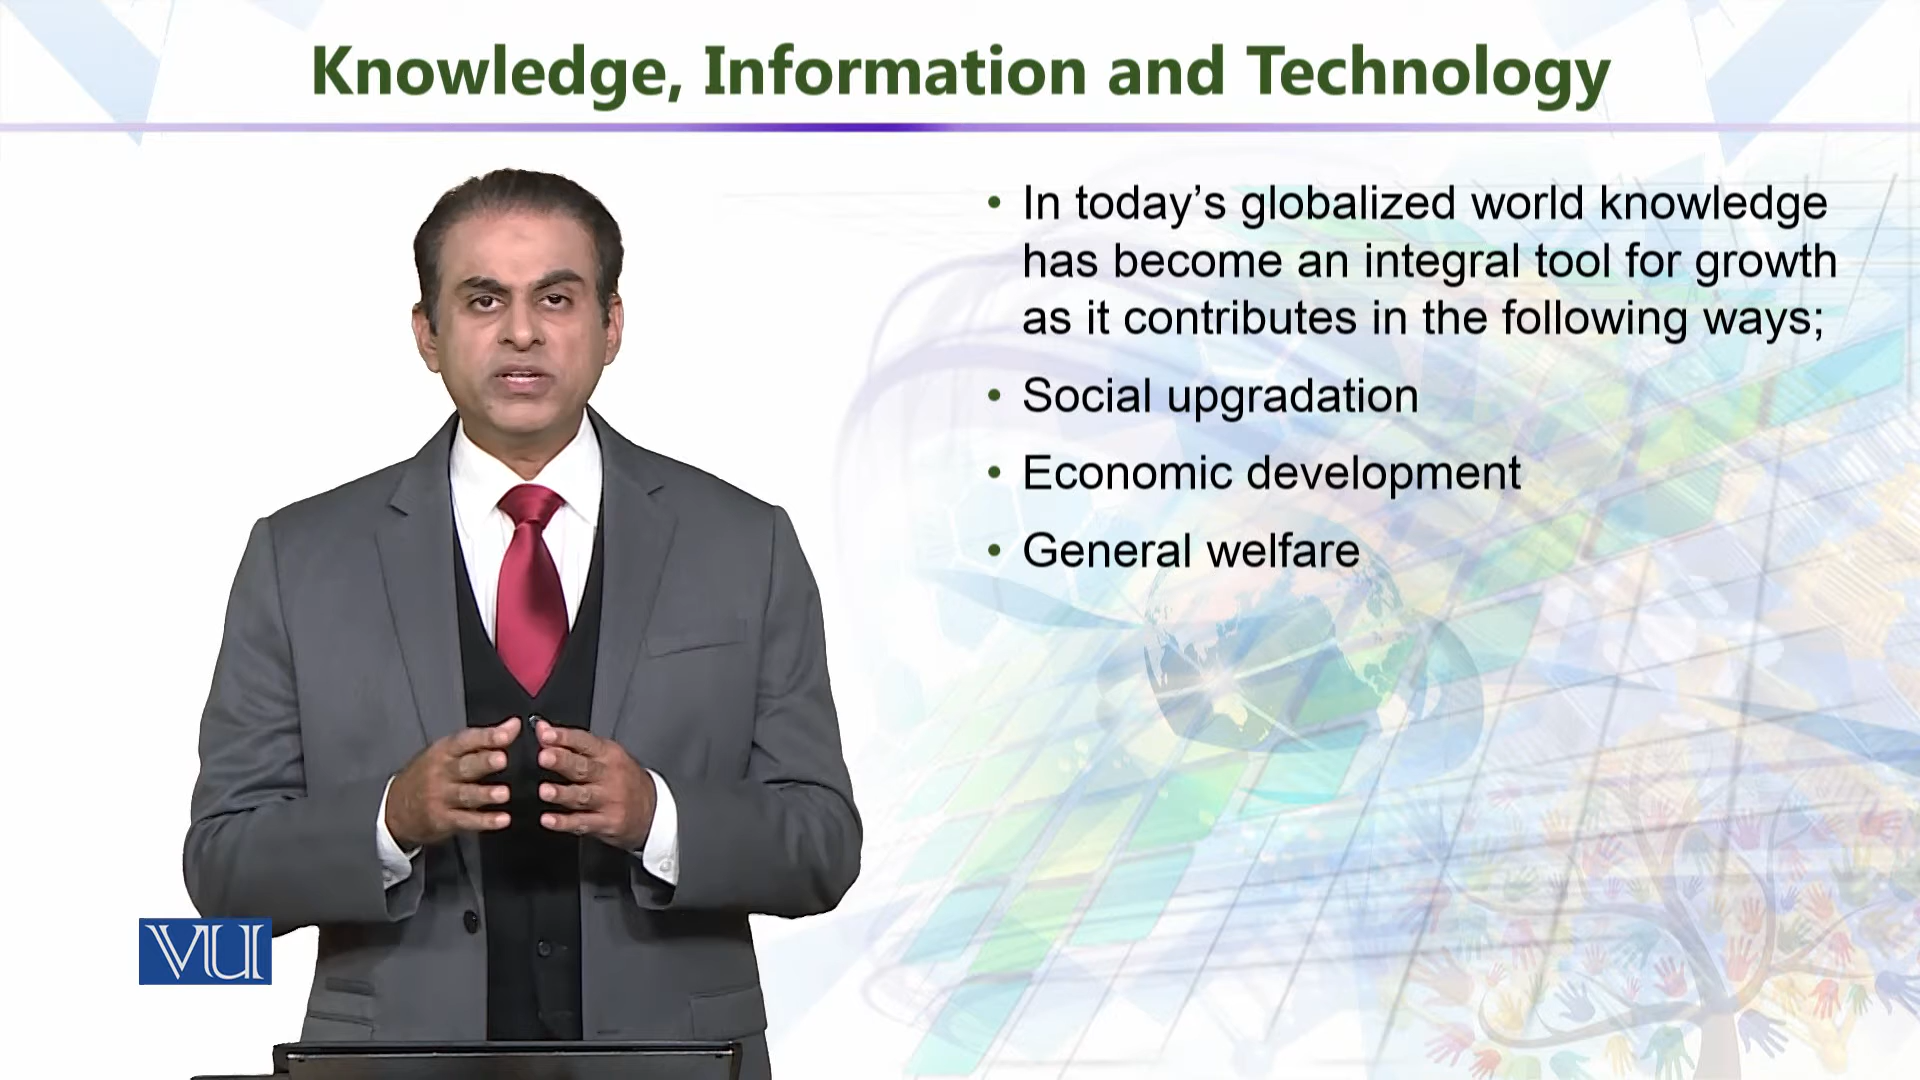 Knowledge, Information and Technology
• In today’s globalized world knowledge
has become an integral tool for growth
as it contributes in the following ways;
• Social upgradation
• Economic development
• General welfare
VU